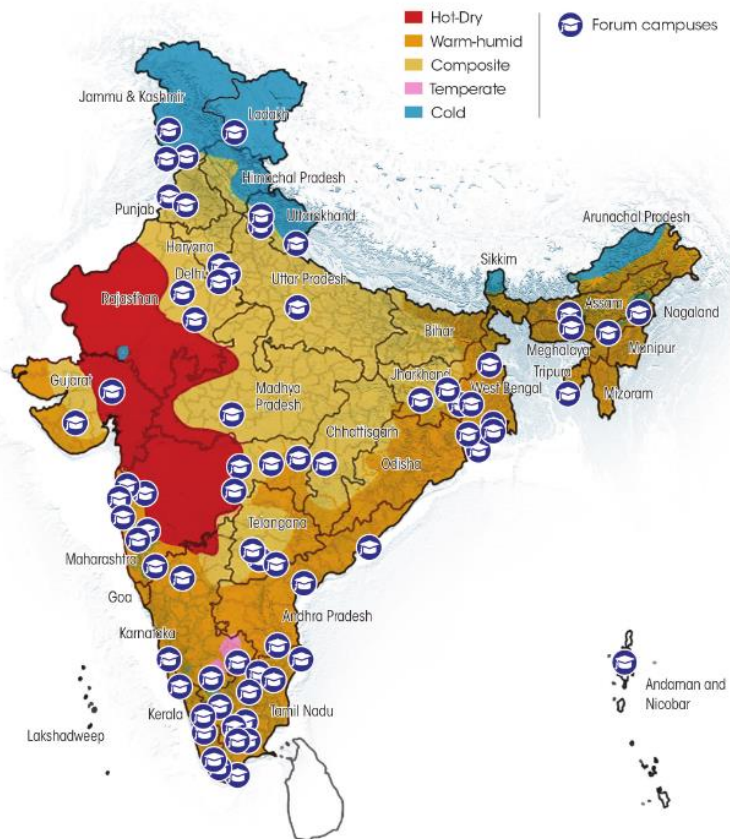 Hot-Dry
Warm-humid
Composite
Temperate
Cold
Forum campuses
Jammu & Kashmir
Ladakh
Himachal Pradesh
Punjab
Uttarakhand
Haryana
Delhi
Arunachal Pradesh
Sikkim
Uttar Pradesh
Rajasthan
Assam
Nagaland
Bihar
Meghalaya
Manipur
Gujarat
Jharkhand
West Bengal
Tripura
Mizoram
Madhya
Pradesh
Chhattisgarh
Odisha
Telangana
Maharashtra
Goa
Andhra Pradesh
Karnataka
Kerala
Tamil Nadu
Lakshadweep
Andaman and
Nicobar